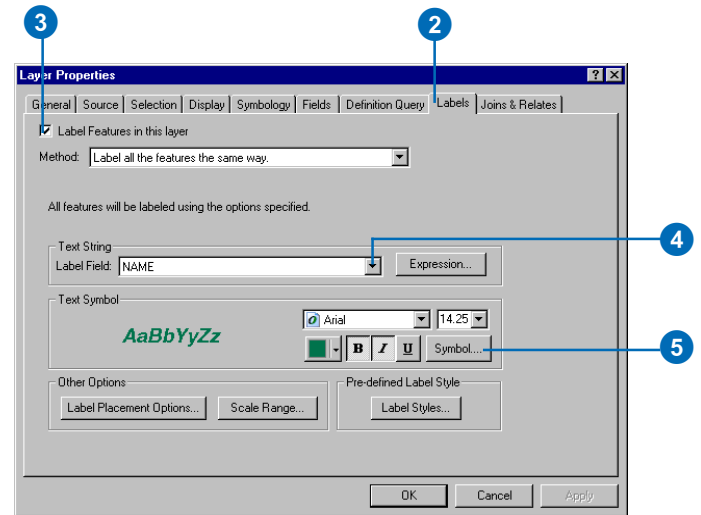 3
2
Layer Properties
General Source Selection Display Symbology Fields Definition Query Labels Joins & Relates
Label Features in this layer
Method: Label all the features the same way.
All features will be labeled using the options specified.
4
Text String
Label Field: NAME Expression...
Text Symbol
AaBbYyZz
Arial 14.25
B I U Symbol....
5
Other Options
Label Placement Options... Scale Range...
Pre-defined Label Style
Label Styles...
OK Cancel Apply